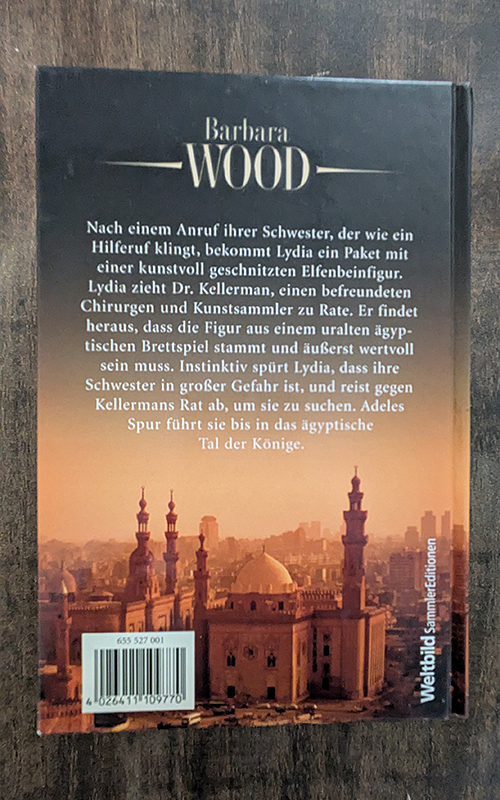 Barbara
WOOD
Nach einem Anruf ihrer Schwester, der wie ein
Hilferuf klingt, bekommt Lydia ein Paket mit
einer kunstvoll geschnitzten Elfenbeinfigur.
Lydia zieht Dr. Kellerman, einen befreundeten
Chirurgen und Kunstsammler zu Rate. Er findet
heraus, dass die Figur aus einem uralten ägyp-
tischen Brettspiel stammt und äußerst wertvoll
sein muss. Instinktiv spürt Lydia, dass ihre
Schwester in großer Gefahr ist, und reist gegen
Kellermans Rat ab, um sie zu suchen. Adeles
Spur führt sie bis in das ägyptische
Tal der Könige.
Weltbild SammlerEditionen
655 527 001
4 026411 109770